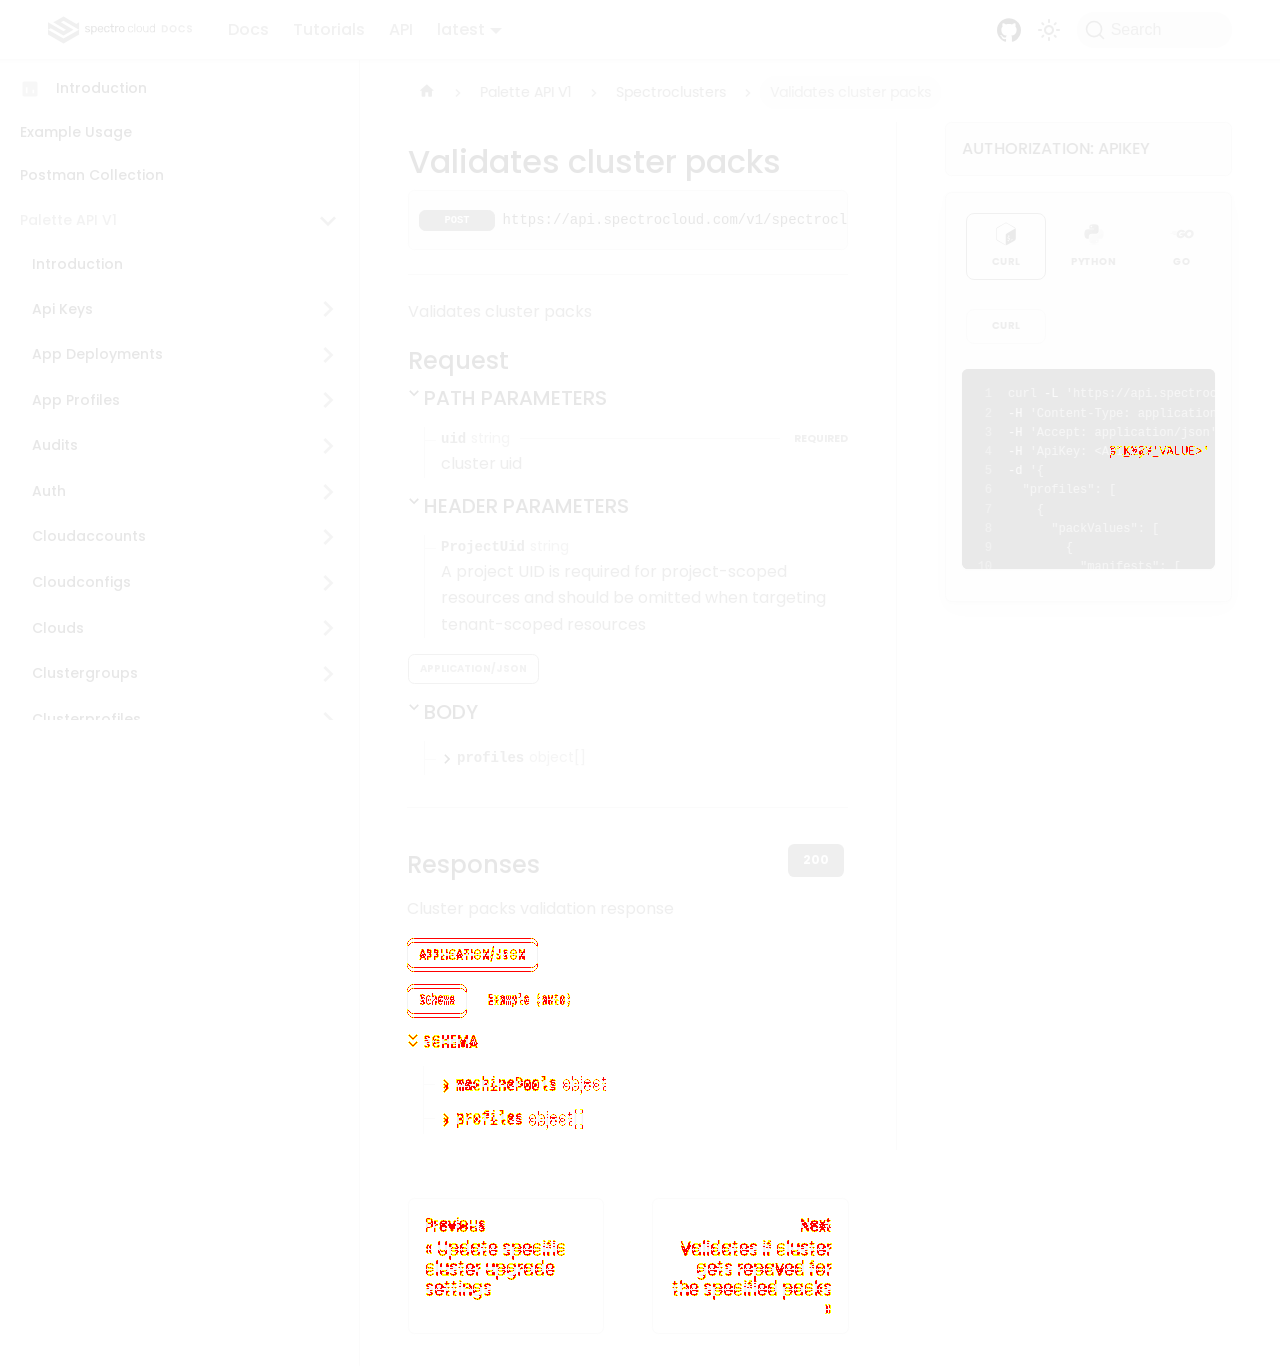 spectro cloud DOCS
Docs
Tutorials
API
latest
Search
Introduction
Example Usage
Postman Collection
Palette API V1
Introduction
Api Keys
App Deployments
App Profiles
Audits
Auth
Cloudaccounts
Cloudconfigs
Clouds
Clustergroups
Clusterprofiles
Palette API V1
Spectroclusters
Validates cluster packs
Validates cluster packs
POST https://api.spectrocloud.com/v1/spectrocl
Validates cluster packs
Request
PATH PARAMETERS
uid string REQUIRED
cluster uid
HEADER PARAMETERS
ProjectUid string
A project UID is required for project-scoped
resources and should be omitted when targeting
tenant-scoped resources
APPLICATION/JSON
BODY
profiles object[]
Responses
200
Cluster packs validation response
APPLICATION/JSON
Schema Example (auto)
SCHEMA
machinePools object
profiles object[]
Previous
« Update specific
cluster upgrade
settings
Next
Validates if cluster
gets repaved for
the specified packs
»
AUTHORIZATION: APIKEY
CURL
PYTHON
GO
CURL
1 curl -L 'https://api.spectroc
2 -H 'Content-Type: application
3 -H 'Accept: application/json'
4 -H 'ApiKey:
5 -d '{
6 "profiles": [
7 {
8 "packValues": [
9 {
10 "manifests": [